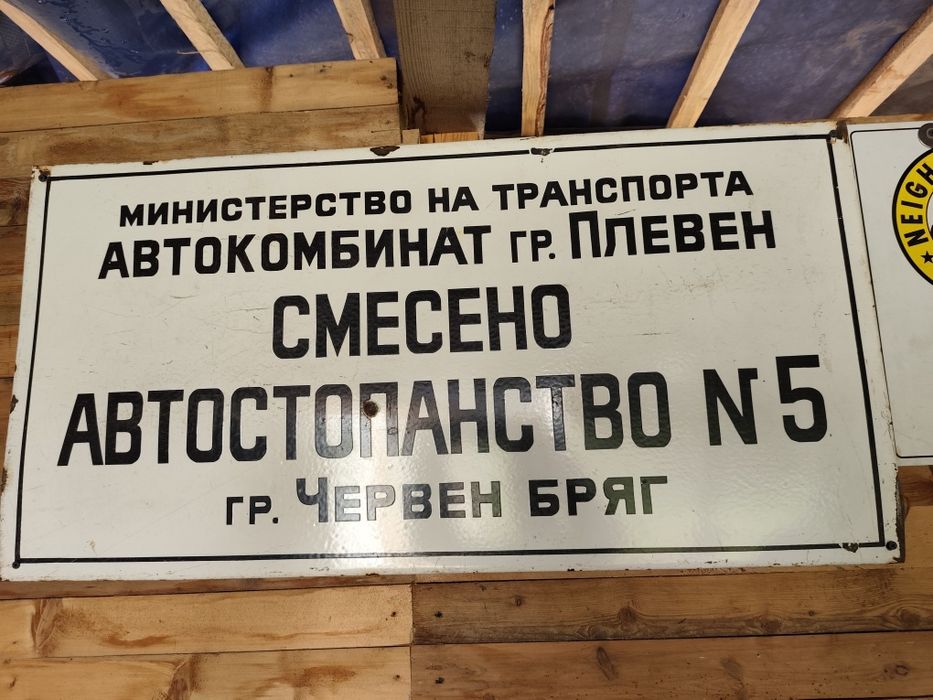 МИНИСТЕРСТВО НА ТРАНСПОРТА
АВТОКОМБИНАТ ГР. ПЛЕВЕН
СМЕСЕНО
АВТОСТОПАНСТВО N 5
ГР. ЧЕРВЕН БРЯГ